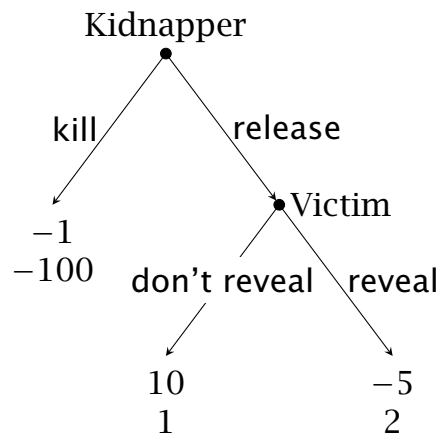 Kidnapper
kill
release
Victim
−1
−100
don't reveal
reveal
10
1
−5
2